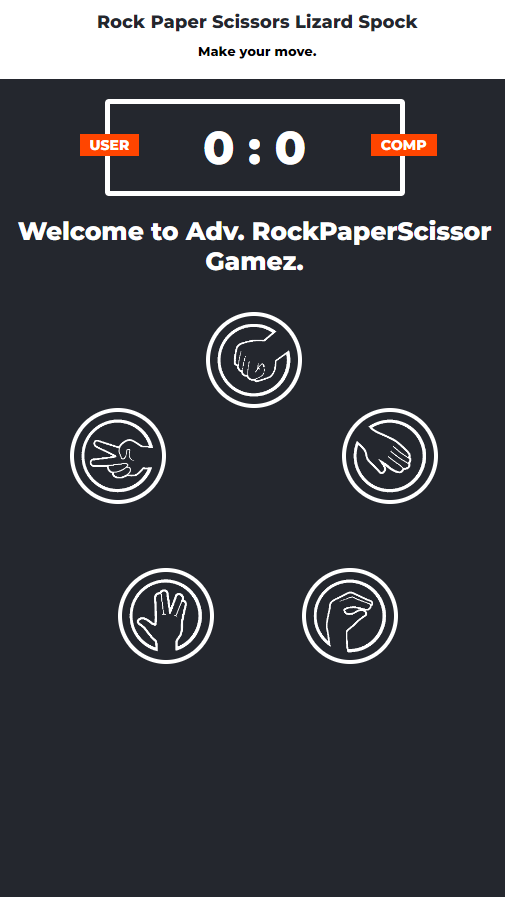 Rock Paper Scissors Lizard Spock
Make your move.
USER
0 : 0
COMP
Welcome to Adv. RockPaperScissor
Gamez.